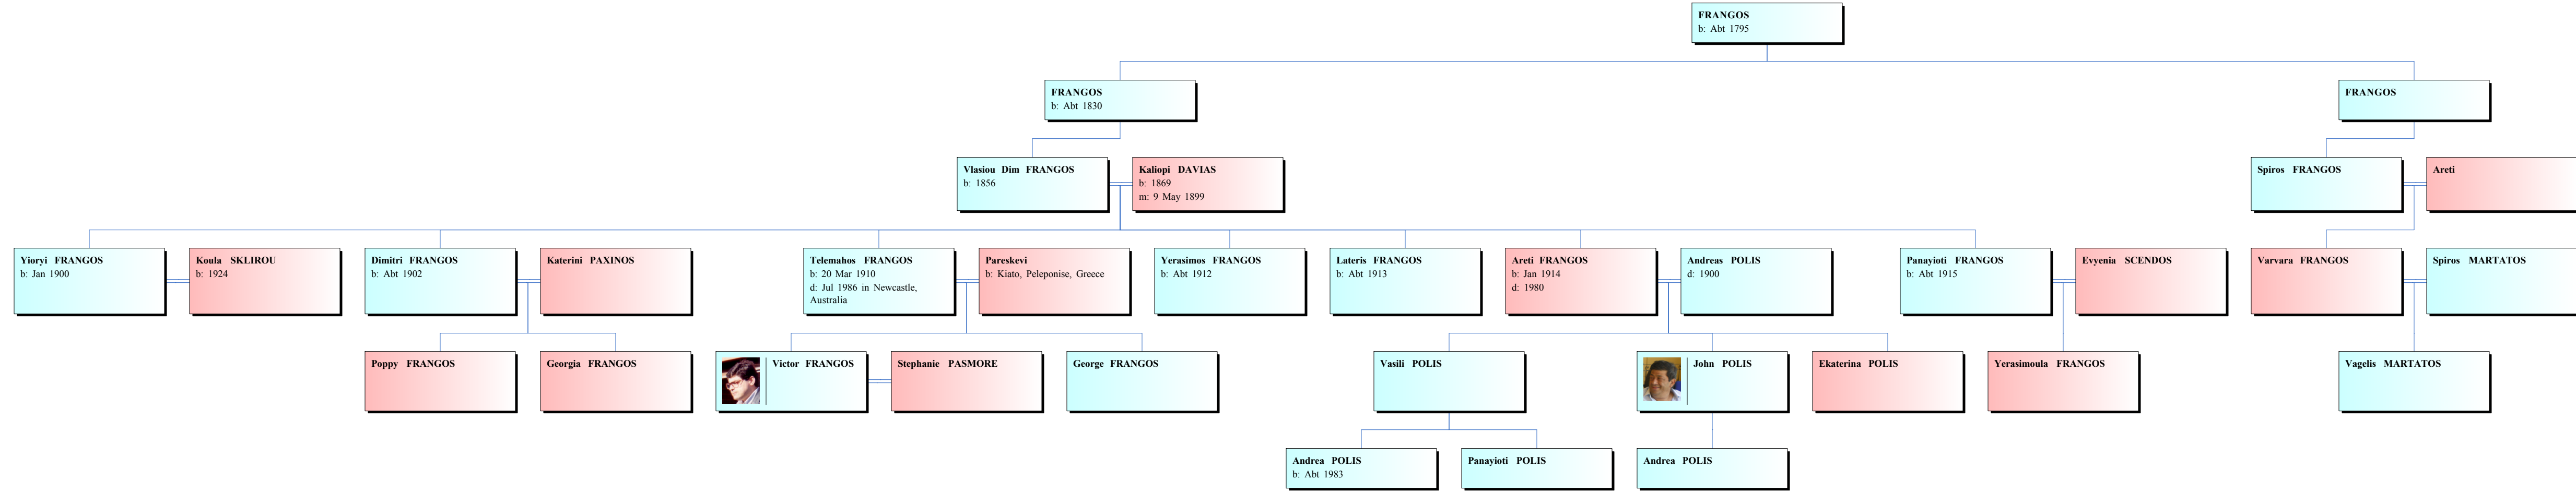 FRANGOS
b: Abt 1795
FRANGOS
b: Abt 1830
FRANGOS
Vlasiou Dim FRANGOS
b: 1856
Kaliopi DAVIAS
b: 1869
m: 9 May 1899
Spiros FRANGOS
Areti
Yioryi FRANGOS
b: Jan 1900
Koula SKLIROU
b: 1924
Dimitri FRANGOS
b: Abt 1902
Katerini PAXINOS
Telemahos FRANGOS
b: 20 Mar 1910
d: Jul 1986 in Newcastle,
Australia
Pareskevi
b: Kiato, Peleponise, Greece
Yerasimos FRANGOS
b: Abt 1912
Lateris FRANGOS
b: Abt 1913
Areti FRANGOS
b: Jan 1914
d: 1980
Andreas POLIS
d: 1900
Panayioti FRANGOS
b: Abt 1915
Evyenia SCENDOS
Varvara FRANGOS
Spiros MARTATOS
Poppy FRANGOS
Georgia FRANGOS
Victor FRANGOS
Stephanie PASMORE
George FRANGOS
Vasili POLIS
John POLIS
Ekaterina POLIS
Yerasimoula FRANGOS
Vagelis MARTATOS
Andrea POLIS
b: Abt 1983
Panayioti POLIS
Andrea POLIS